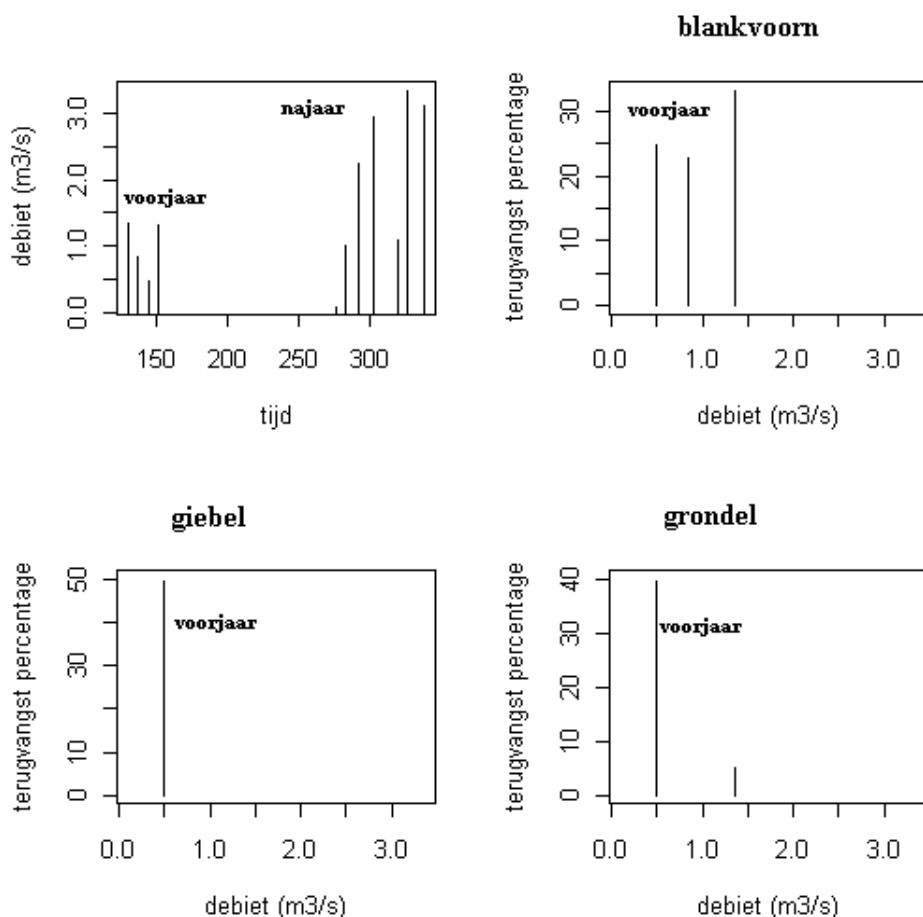 debiet (m3/s)
3.0
2.0
1.0
0.0
najaar
voorjaar
150 200 250 300
tijd
blankvoorn
terugvangst percentage
30
20
10
0
voorjaar
0.0 1.0 2.0 3.0
debiet (m3/s)
giebel
terugvangst percentage
50
30
10
0
voorjaar
0.0 1.0 2.0 3.0
debiet (m3/s)
grondel
terugvangst percentage
40
30
20
10
0
voorjaar
0.0 1.0 2.0 3.0
debiet (m3/s)